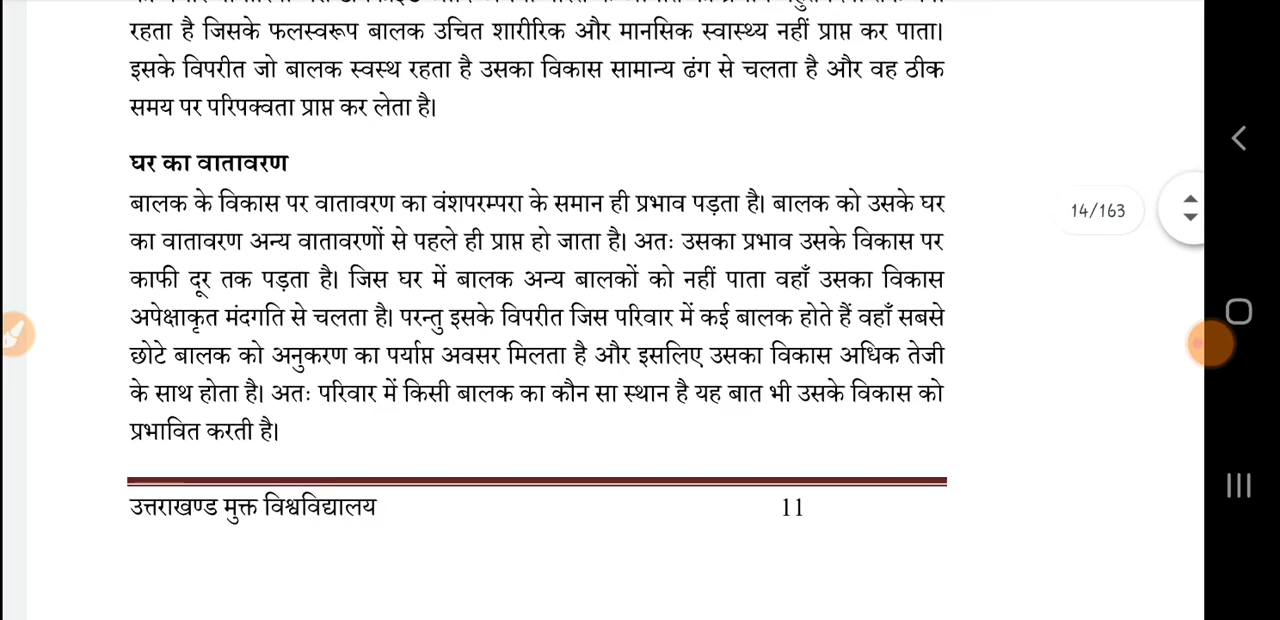 रहता है जिसके फलस्वरूप बालक उचित शारीरिक और मानसिक स्वास्थ्य नहीं प्राप्त कर पाता।
इसके विपरीत जो बालक स्वस्थ रहता है उसका विकास सामान्य ढंग से चलता है और वह ठीक
समय पर परिपक्वता प्राप्त कर लेता है।
घर का वातावरण
बालक के विकास पर वातावरण का वंशपरम्परा के समान ही प्रभाव पड़ता है। बालक को उसके घर
का वातावरण अन्य वातावरणों से पहले ही प्राप्त हो जाता है। अतः उसका प्रभाव उसके विकास पर
काफी दूर तक पड़ता है। जिस घर में बालक अन्य बालकों को नहीं पाता वहाँ उसका विकास
अपेक्षाकृत मंदगति से चलता है। परन्तु इसके विपरीत जिस परिवार में कई बालक होते हैं वहाँ सबसे
छोटे बालक को अनुकरण का पर्याप्त अवसर मिलता है और इसलिए उसका विकास अधिक तेजी
के साथ होता है। अतः परिवार में किसी बालक का कौन सा स्थान है यह बात भी उसके विकास को
प्रभावित करती है।
उत्तराखण्ड मुक्त विश्वविद्यालय 11
14/163